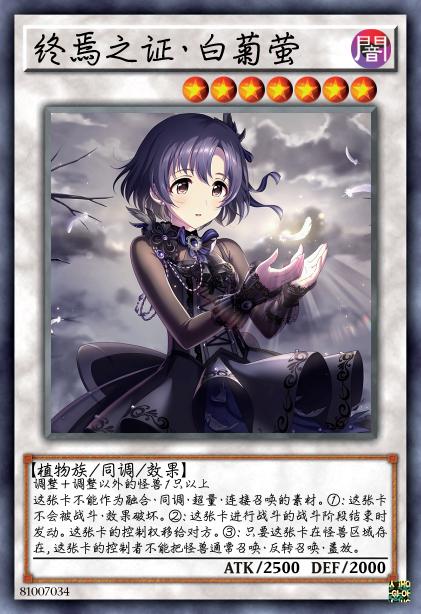 终焉之证·白菊萤
闇
【植物族/同调/效果】
调整+调整以外的怪兽1只以上
这张卡不能作为融合·同调·超量·连接召唤的素材。①:这张卡
不会被战斗·效果破坏。②:这张卡进行战斗的战斗阶段结束时
发动。这张卡的控制权移给对方。③:只要这张卡在怪兽区域存
在,这张卡的控制者不能把怪兽通常召唤·反转召唤·盖放。
ATK/2500 DEF/2000
81007034